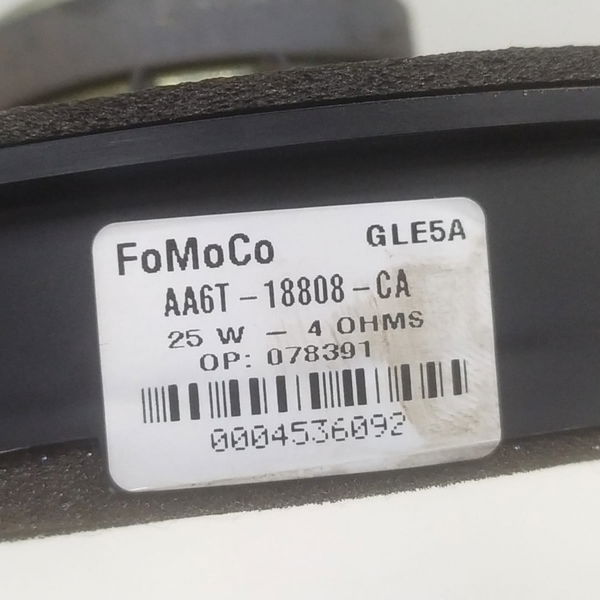 FoMoCo GLE5A
AA6T-18808-CA
25 W - 4 OHMS
OP: 078391
0004536092